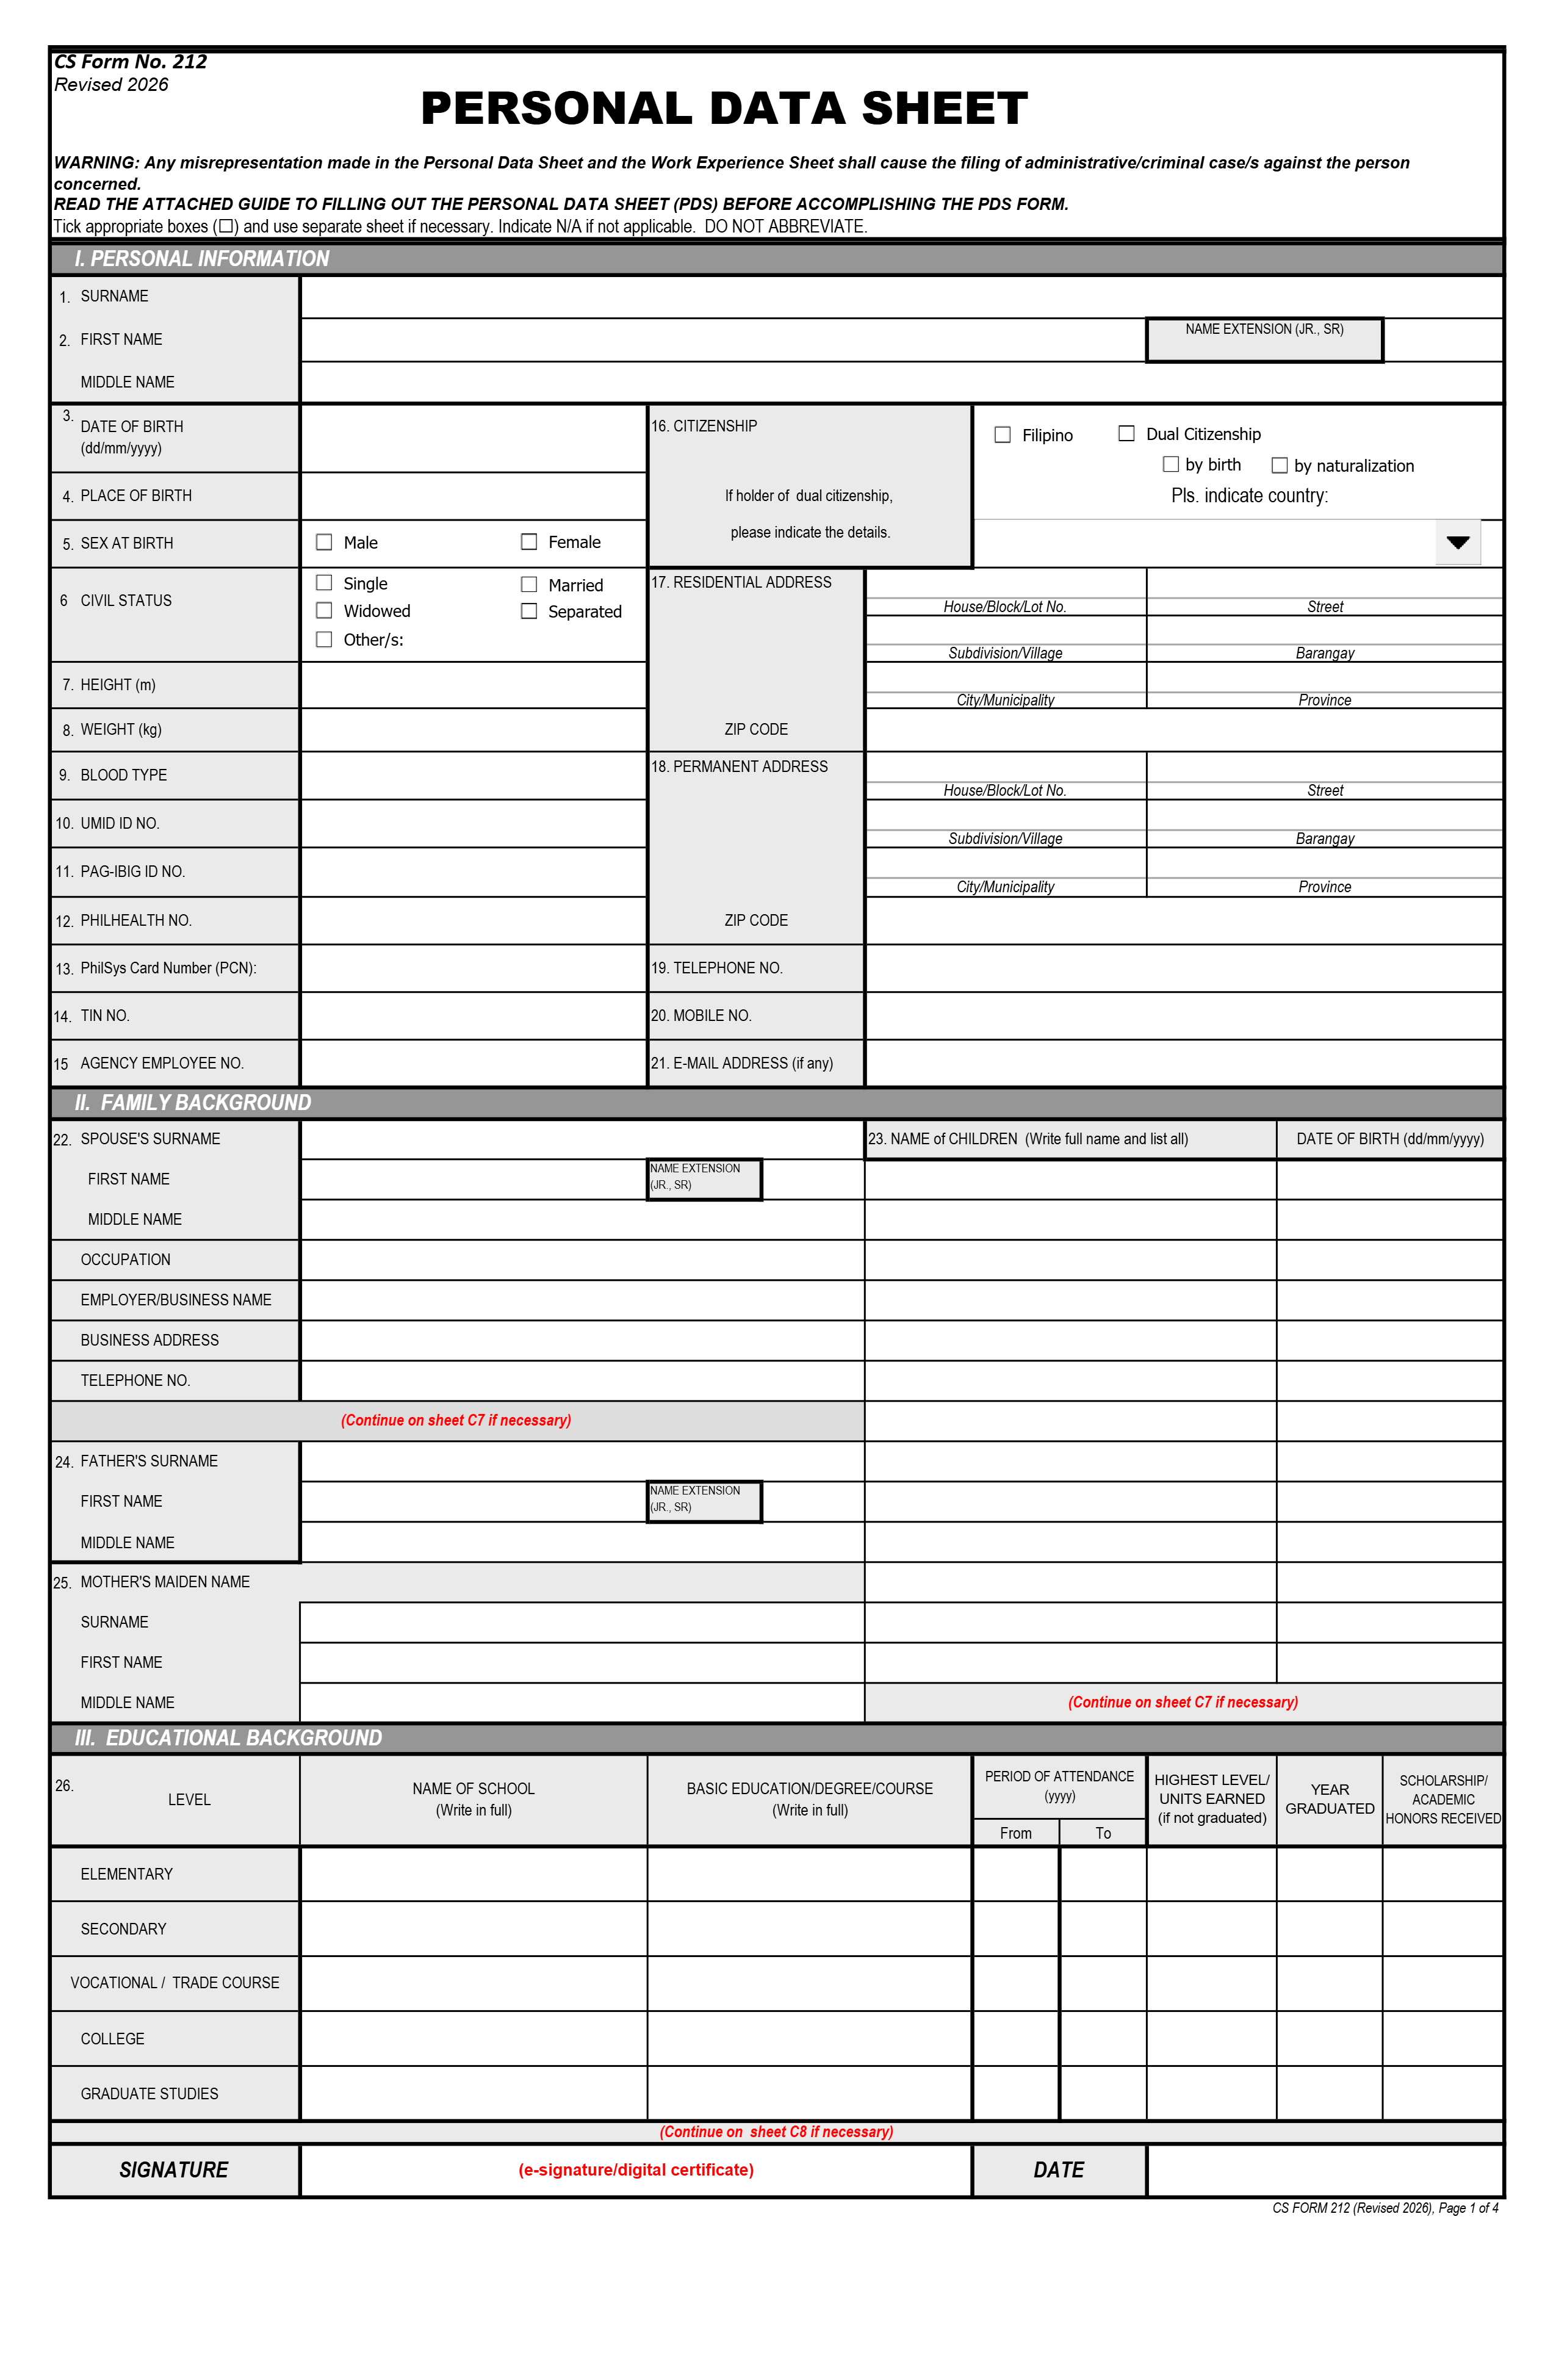 CS Form No. 212
Revised 2026
PERSONAL DATA SHEET
WARNING: Any misrepresentation made in the Personal Data Sheet and the Work Experience Sheet shall cause the filing of administrative/criminal case/s against the person
concerned.
READ THE ATTACHED GUIDE TO FILLING OUT THE PERSONAL DATA SHEET (PDS) BEFORE ACCOMPLISHING THE PDS FORM.
Tick appropriate boxes (☐) and use separate sheet if necessary. Indicate N/A if not applicable.  DO NOT ABBREVIATE.
I. PERSONAL INFORMATION
1. SURNAME
2. FIRST NAME
NAME EXTENSION (JR., SR)
MIDDLE NAME
3. DATE OF BIRTH
(dd/mm/yyyy)
16. CITIZENSHIP
☐ Filipino ☐ Dual Citizenship
☐ by birth ☐ by naturalization
4. PLACE OF BIRTH
If holder of  dual citizenship,
please indicate the details.
Pls. indicate country:
5. SEX AT BIRTH
☐ Male ☐ Female
6 CIVIL STATUS
☐ Single ☐ Married
☐ Widowed ☐ Separated
☐ Other/s:
17. RESIDENTIAL ADDRESS
House/Block/Lot No. Street
Subdivision/Village Barangay
7. HEIGHT (m)
City/Municipality Province
8. WEIGHT (kg)
ZIP CODE
9. BLOOD TYPE
18. PERMANENT ADDRESS
House/Block/Lot No. Street
10. UMID ID NO.
Subdivision/Village Barangay
11. PAG-IBIG ID NO.
City/Municipality Province
12. PHILHEALTH NO.
ZIP CODE
13. PhilSys Card Number (PCN):
19. TELEPHONE NO.
14. TIN NO.
20. MOBILE NO.
15 AGENCY EMPLOYEE NO.
21. E-MAIL ADDRESS (if any)
II.  FAMILY BACKGROUND
22. SPOUSE'S SURNAME
23. NAME of CHILDREN  (Write full name and list all)
DATE OF BIRTH (dd/mm/yyyy)
FIRST NAME
NAME EXTENSION
(JR., SR)
MIDDLE NAME
OCCUPATION
EMPLOYER/BUSINESS NAME
BUSINESS ADDRESS
TELEPHONE NO.
(Continue on sheet C7 if necessary)
24. FATHER'S SURNAME
FIRST NAME
NAME EXTENSION
(JR., SR)
MIDDLE NAME
25. MOTHER'S MAIDEN NAME
SURNAME
FIRST NAME
MIDDLE NAME
(Continue on sheet C7 if necessary)
III.  EDUCATIONAL BACKGROUND
26.
LEVEL
NAME OF SCHOOL
(Write in full)
BASIC EDUCATION/DEGREE/COURSE
(Write in full)
PERIOD OF ATTENDANCE
(yyyy)
From To
HIGHEST LEVEL/
UNITS EARNED
(if not graduated)
YEAR
GRADUATED
SCHOLARSHIP/
ACADEMIC
HONORS RECEIVED
ELEMENTARY
SECONDARY
VOCATIONAL /  TRADE COURSE
COLLEGE
GRADUATE STUDIES
(Continue on  sheet C8 if necessary)
SIGNATURE
(e-signature/digital certificate)
DATE
CS FORM 212 (Revised 2026), Page 1 of 4